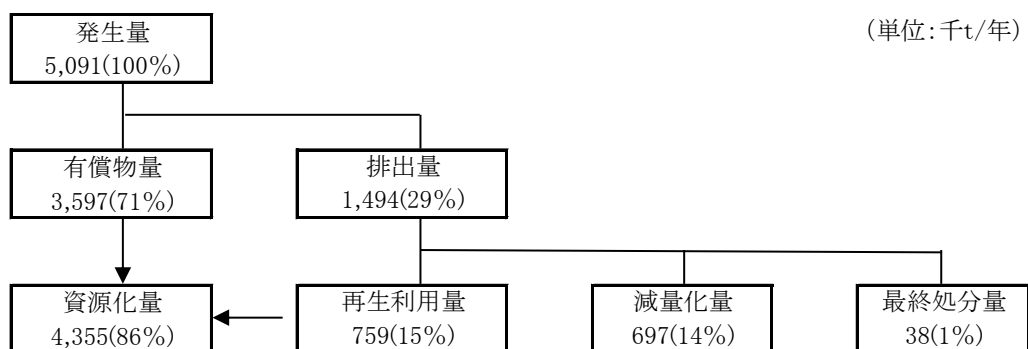 発生量
5,091(100%)
(単位：千t/年)
有償物量
3,597(71%)
排出量
1,494(29%)
資源化量
4,355(86%)
再生利用量
759(15%)
減量化量
697(14%)
最終処分量
38(1%)